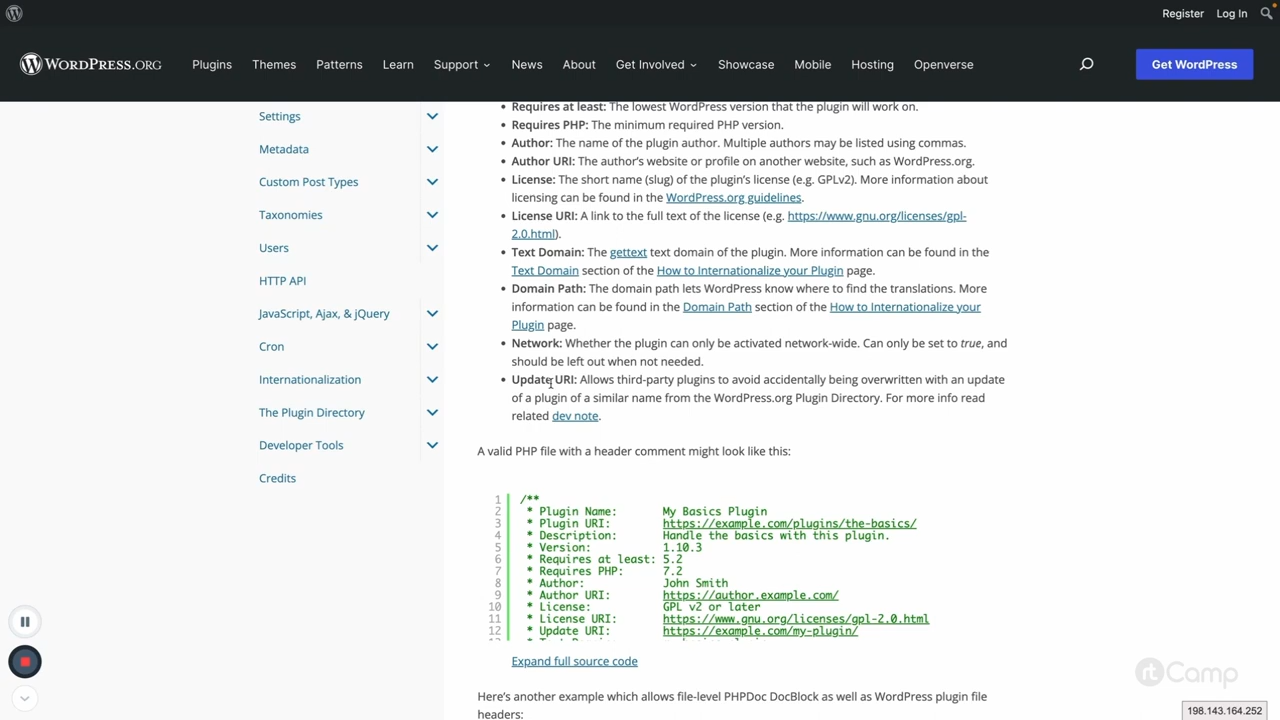 Register Log In
WORDPRESS.ORG Plugins Themes Patterns Learn Support News About Get Involved Showcase Mobile Hosting Openverse Get WordPress
Settings
Metadata
Custom Post Types
Taxonomies
Users
HTTP API
JavaScript, Ajax, & jQuery
Cron
Internationalization
The Plugin Directory
Developer Tools
Credits
Requires at least: The lowest WordPress version that the plugin will work on.
Requires PHP: The minimum required PHP version.
Author: The name of the plugin author. Multiple authors may be listed using commas.
Author URI: The author's website or profile on another website, such as WordPress.org.
License: The short name (slug) of the plugin's license (e.g. GPLv2). More information about
licensing can be found in the WordPress.org guidelines.
License URI: A link to the full text of the license (e.g. https://www.gnu.org/licenses/gpl-
2.0.html).
Text Domain: The gettext text domain of the plugin. More information can be found in the
Text Domain section of the How to Internationalize your Plugin page.
Domain Path: The domain path lets WordPress know where to find the translations. More
information can be found in the Domain Path section of the How to Internationalize your
Plugin page.
Network: Whether the plugin can only be activated network-wide. Can only be set to true, and
should be left out when not needed.
Update URI: Allows third-party plugins to avoid accidentally being overwritten with an update
of a plugin of a similar name from the WordPress.org Plugin Directory. For more info read
related dev note.
A valid PHP file with a header comment might look like this:
1 /**
2 * Plugin Name: My Basics Plugin
3 * Plugin URI: https://example.com/plugins/the-basics/
4 * Description: Handle the basics with this plugin.
5 * Version: 1.10.3
6 * Requires at least: 5.2
7 * Requires PHP: 7.2
8 * Author: John Smith
9 * Author URI: https://author.example.com/
10 * License: GPL v2 or later
11 * License URI: https://www.gnu.org/licenses/gpl-2.0.html
12 * Update URI: https://example.com/my-plugin/
Expand full source code
Here's another example which allows file-level PHPDoc DocBlock as well as WordPress plugin file
headers:
rtCamp
198.143.164.252